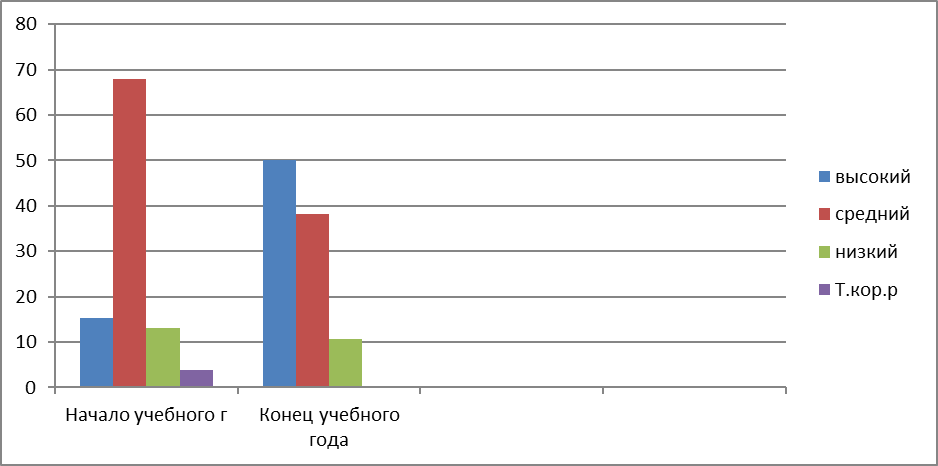 80
70
60
50
40
30
20
10
0
Начало учебного г
Конец учебного
года
высокий
средний
низкий
Т.кор.р